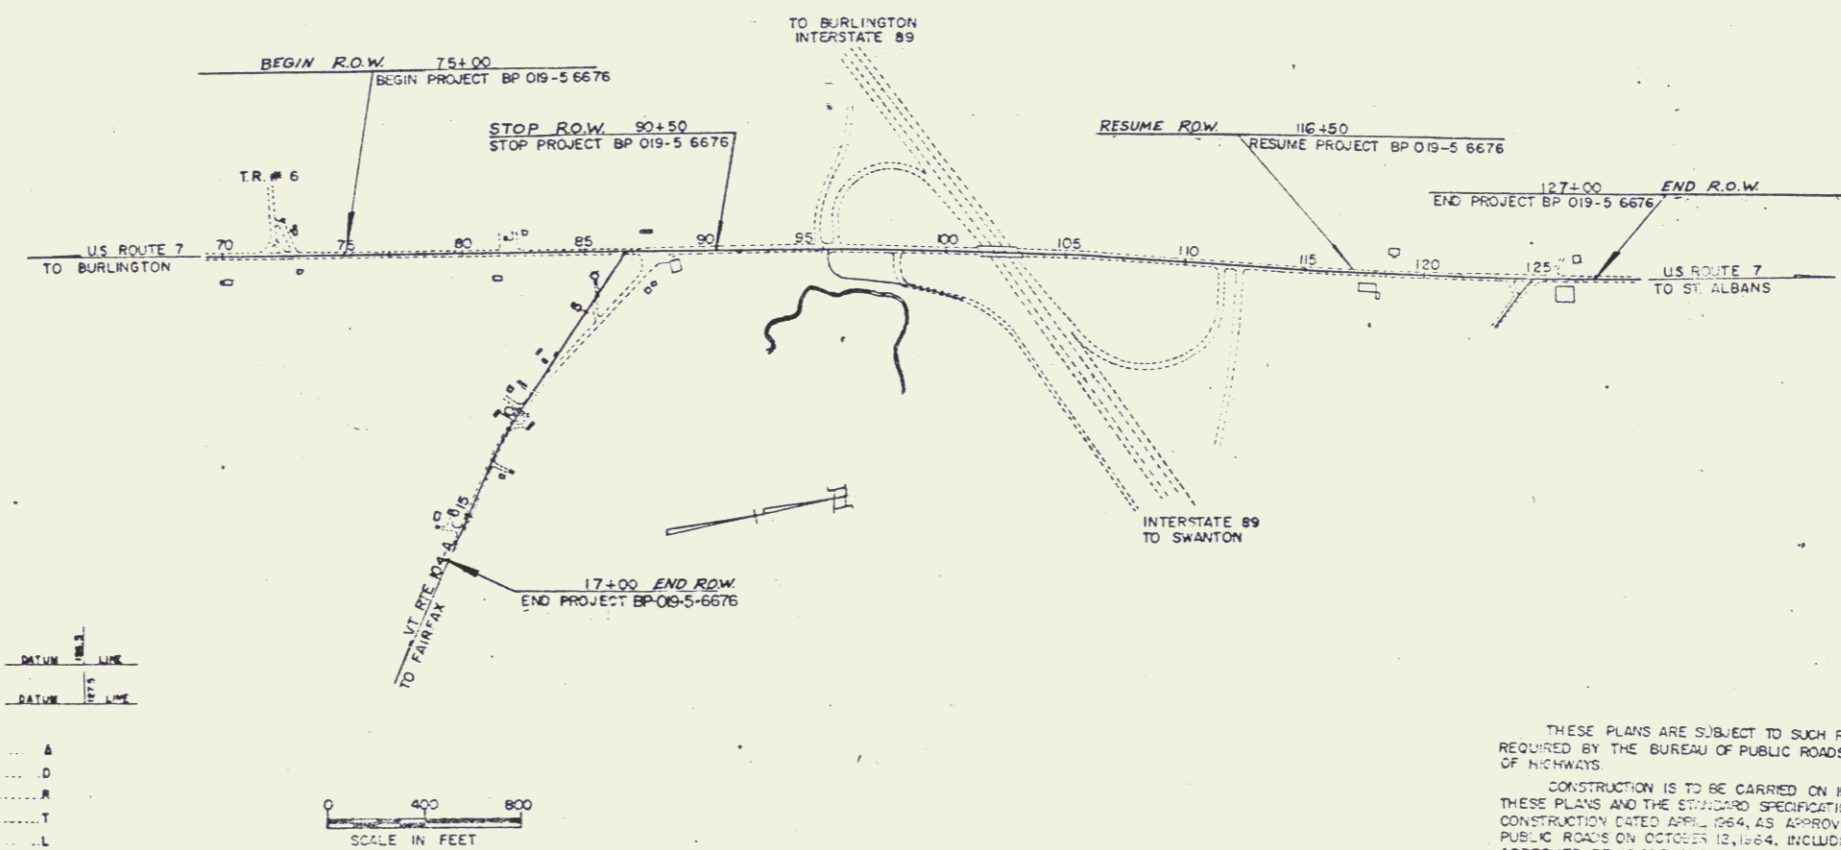 TO BURLINGTON
INTERSTATE 89
BEGIN R.O.W. 75+00
BEGIN PROJECT BP 019-5 6676
STOP R.O.W. 90+50
STOP PROJECT BP 019-5 6676
RESUME R.O.W. 116+50
RESUME PROJECT BP 019-5 6676
127+00 END R.O.W.
END PROJECT BP 019-5 6676
T.R. # 6
U.S. ROUTE 7
TO BURLINGTON
70 75 80 85 90 95 100 105 110 115 120 125
U.S. ROUTE 7
TO ST. ALBANS
5
15
INTERSTATE 89
TO SWANTON
17+00 END R.O.W.
END PROJECT BP-019-5-6676
VT. RTE. 104-A
TO FAIRFAX
DATUM LINE
DATUM 127.5 LINE
D
R
T
L
0 400 800
SCALE IN FEET
THESE PLANS ARE SUBJECT TO SUCH
REQUIRED BY THE BUREAU OF PUBLIC ROADS
OF HIGHWAYS.
CONSTRUCTION IS TO BE CARRIED ON
THESE PLANS AND THE STANDARD
CONSTRUCTION DATED APRIL 1964, AS
PUBLIC ROADS ON OCTOBER 12, 1964.